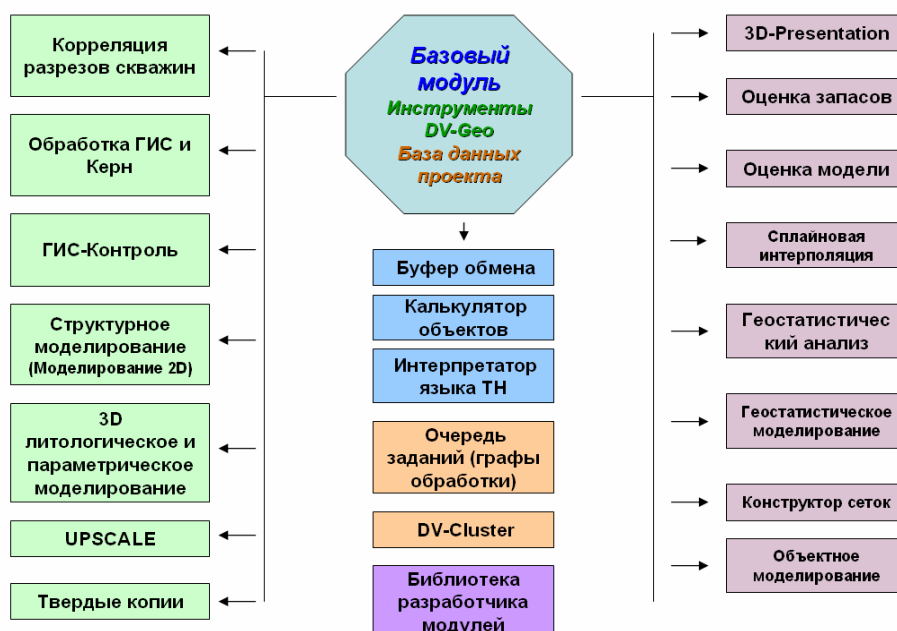 Корреляция
разрезов скважин
Обработка ГИС и
Керн
ГИС-Контроль
Структурное
моделирование
(Моделирование 2D)
3D
литологическое и
параметрическое
моделирование
UPSCALE
Твердые копии
Базовый
модуль
Инструменты
DV-Geo
База данных
проекта
Буфер обмена
Калькулятор
объектов
Интерпретатор
языка ТН
Очередь
заданий (графы
обработки)
DV-Cluster
Библиотека
разработчика
модулей
3D-Presentation
Оценка запасов
Оценка модели
Сплайновая
интерполяция
Геостатистичес
кий анализ
Геостатистическое
моделирование
Конструктор сеток
Объектное
моделирование